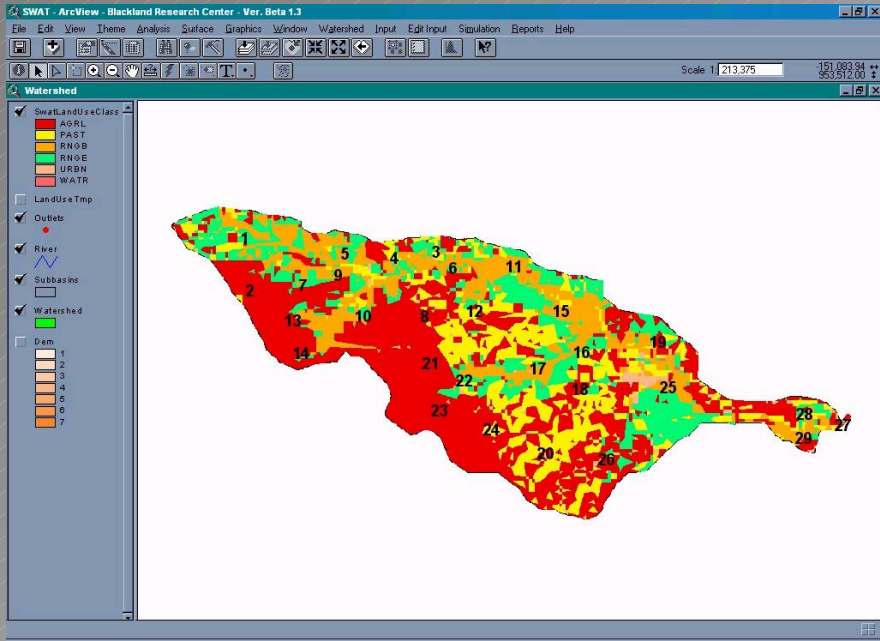 SWAT - ArcView - Blackland Research Center - Ver. Beta 1.3
File Edit View Theme Analysis Surface Graphics Window Watershed Input Edit Input Simulation Reports Help
Scale 1: 213,375
-151,083.94
953,512.00
Watershed
SwatLandUseClass
AGRL
PAST
RNGB
RNGE
URBN
WATR
LandUseTmp
Outlets
River
Subbasins
Watershed
Dem
1
2
3
4
5
6
7
1
5
4
3
6
11
2
7
9
13
10
8
12
15
14
21
22
17
16
19
18
25
23
24
20
26
28
27
29